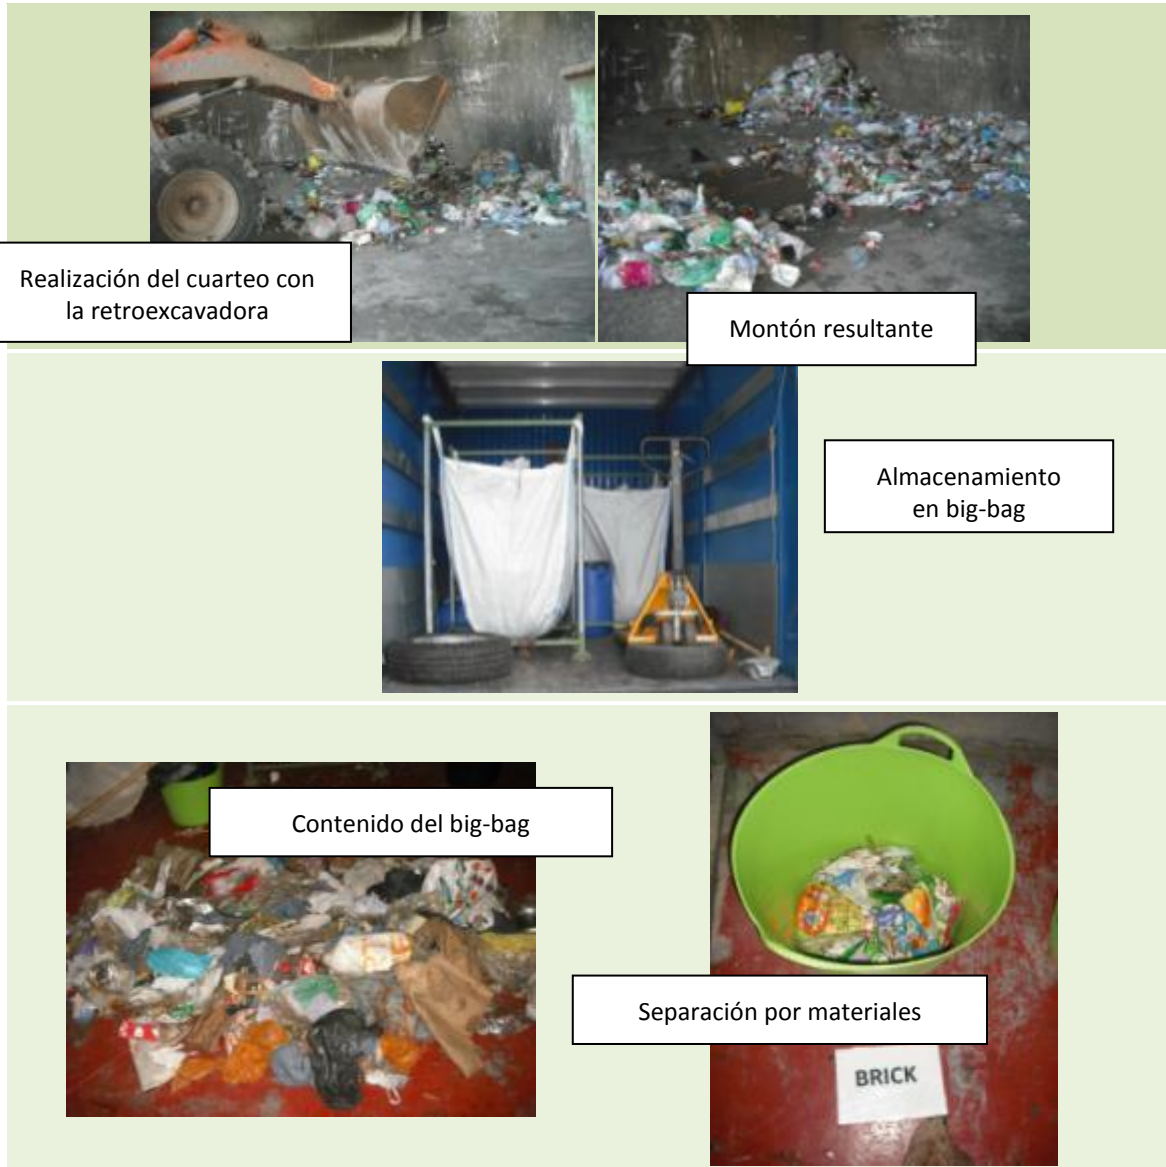 Realización del cuarteo con
la retroexcavadora
Montón resultante
Almacenamiento
en big-bag
Contenido del big-bag
Separación por materiales
BRICK